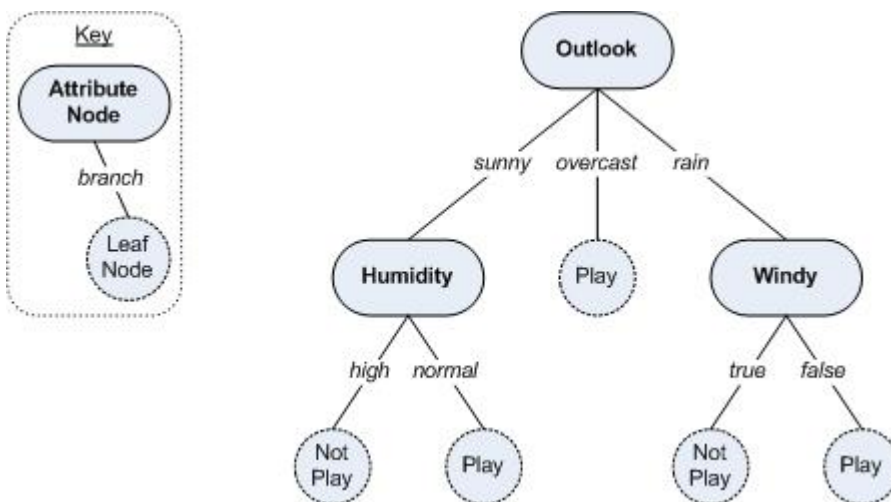 Key
Attribute
Node
branch
Leaf
Node
Outlook
sunny overcast rain
Humidity
Play
Windy
high normal
true false
Not
Play
Play
Not
Play
Play